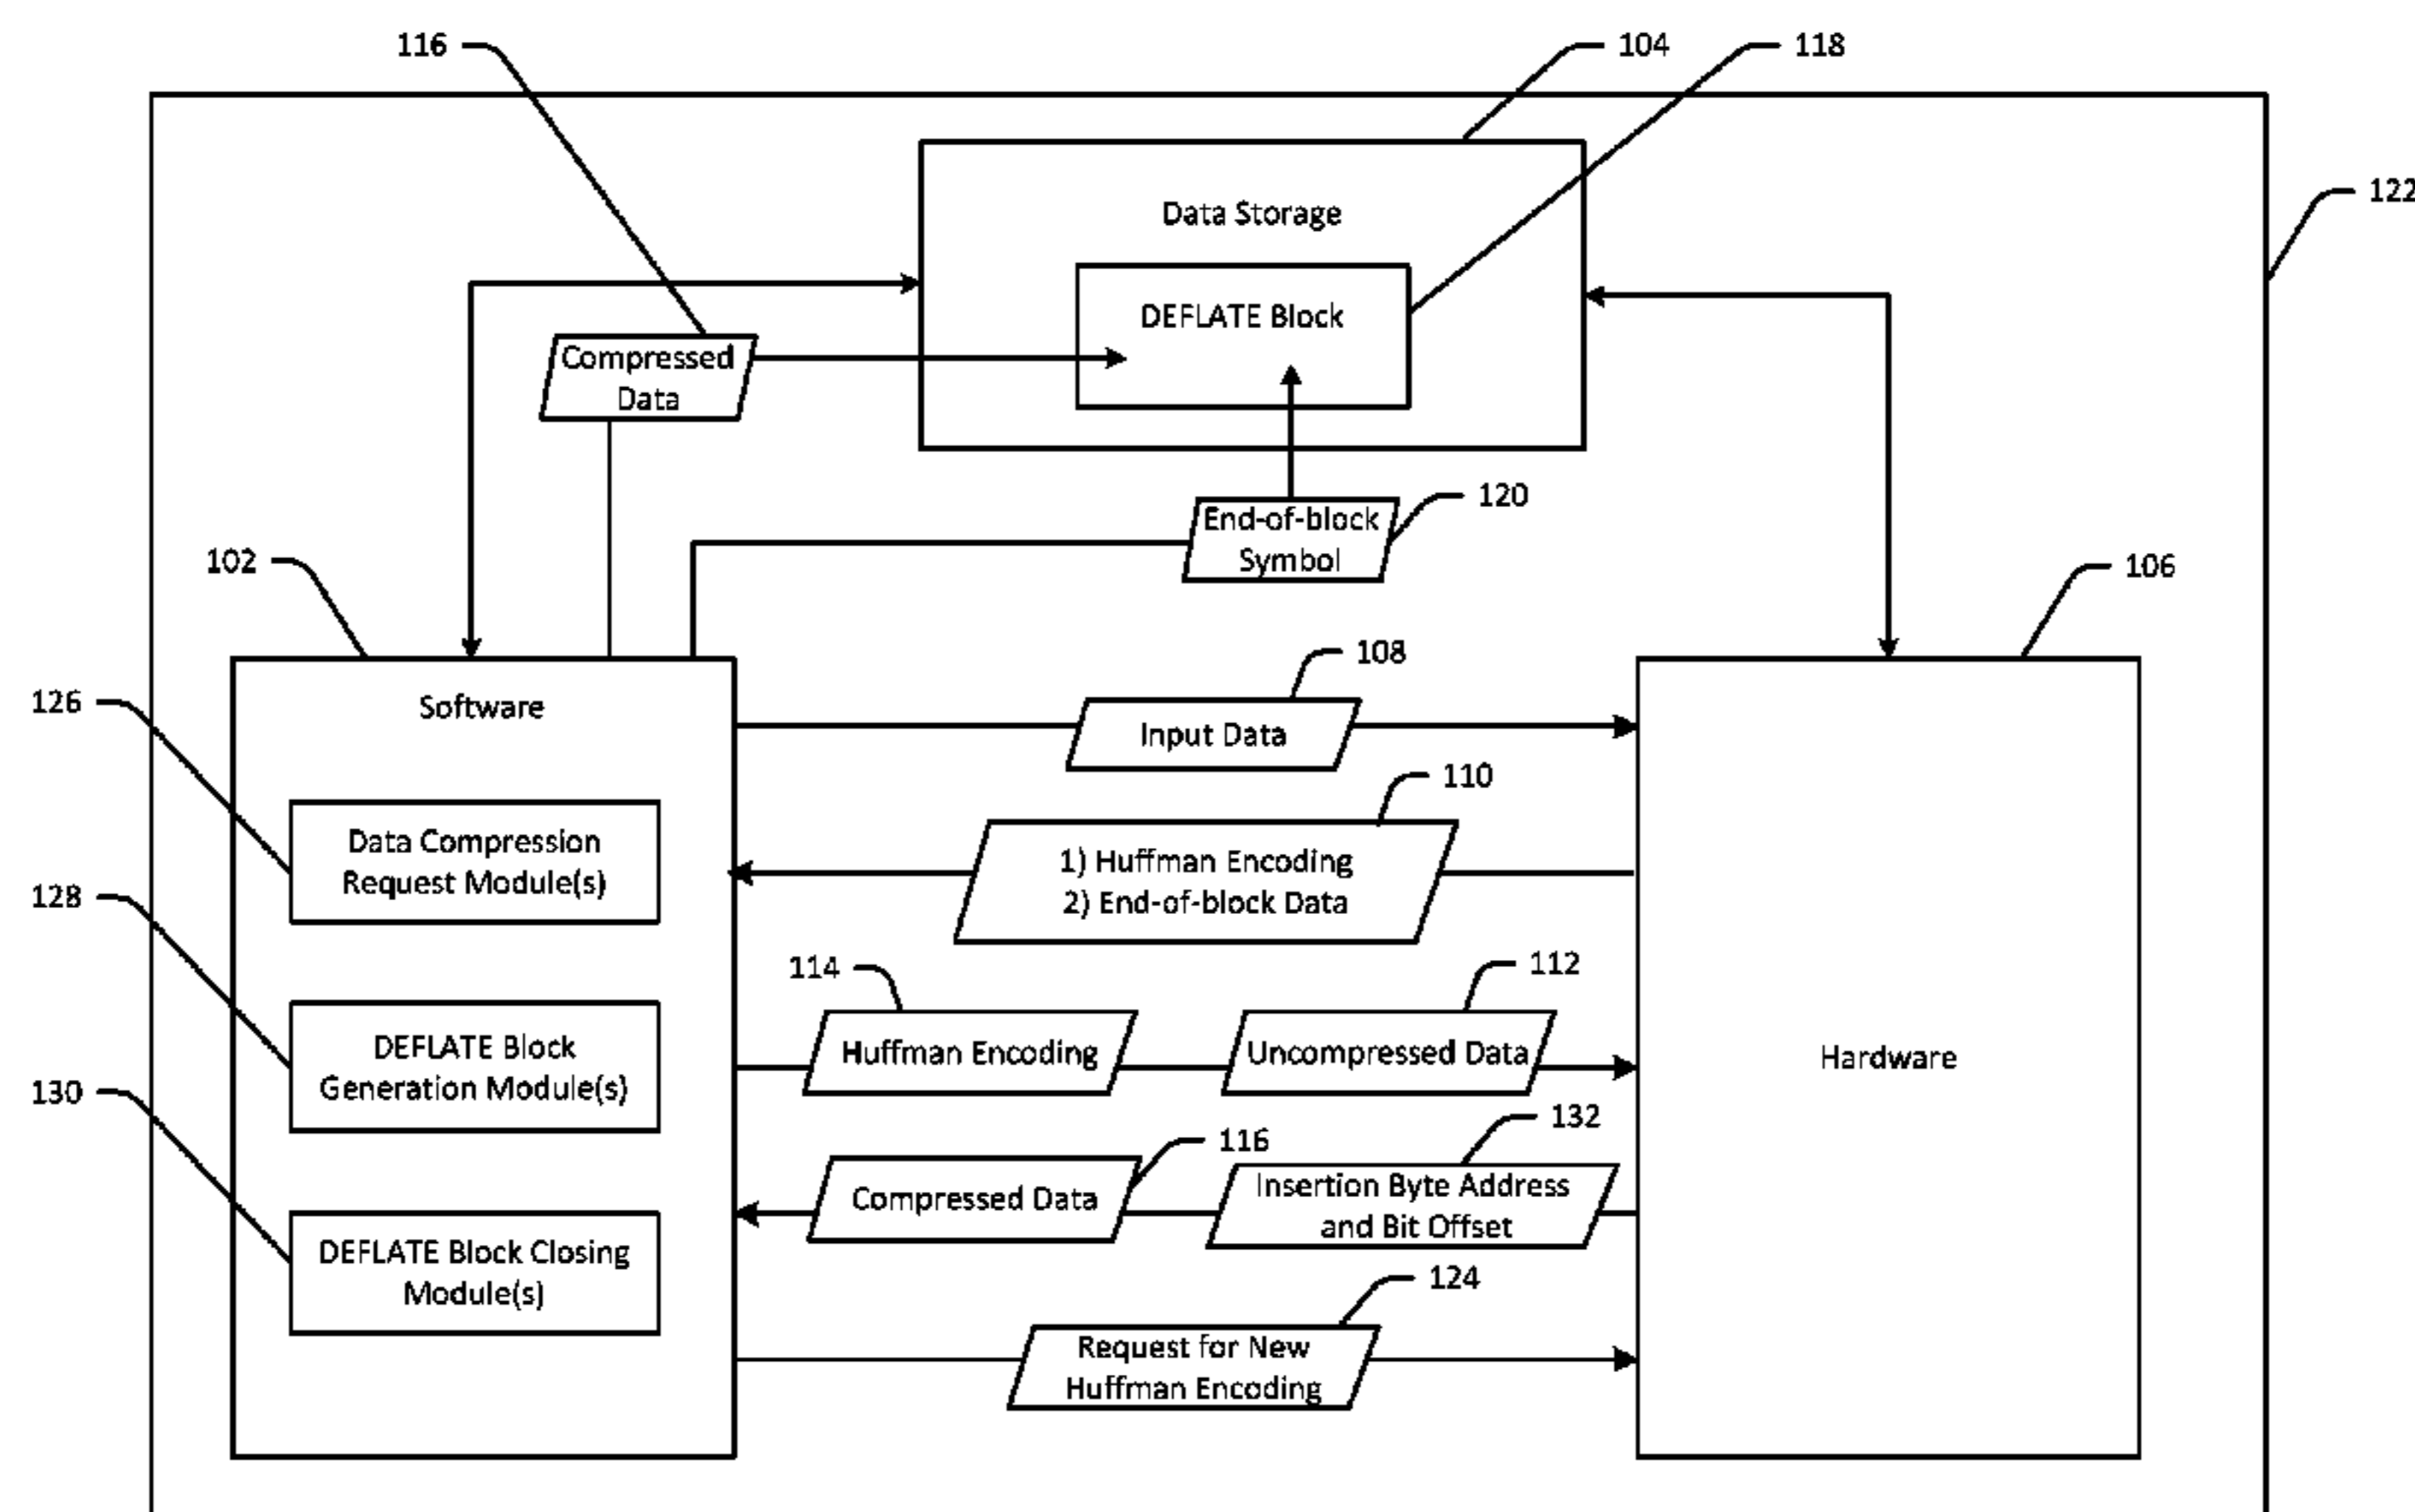 116
104
118
122
Data Storage
DEFLATE Block
Compressed
Data
120
End-of-block
Symbol
102
106
108
126
Software
Input Data
110
Data Compression
Request Module(s)
1) Huffman Encoding
2) End-of-block Data
128
114
112
DEFLATE Block
Generation Module(s)
Huffman Encoding
Uncompressed Data
Hardware
130
132
116
DEFLATE Block Closing
Module(s)
Compressed Data
Insertion Byte Address
and Bit Offset
124
Request for New
Huffman Encoding